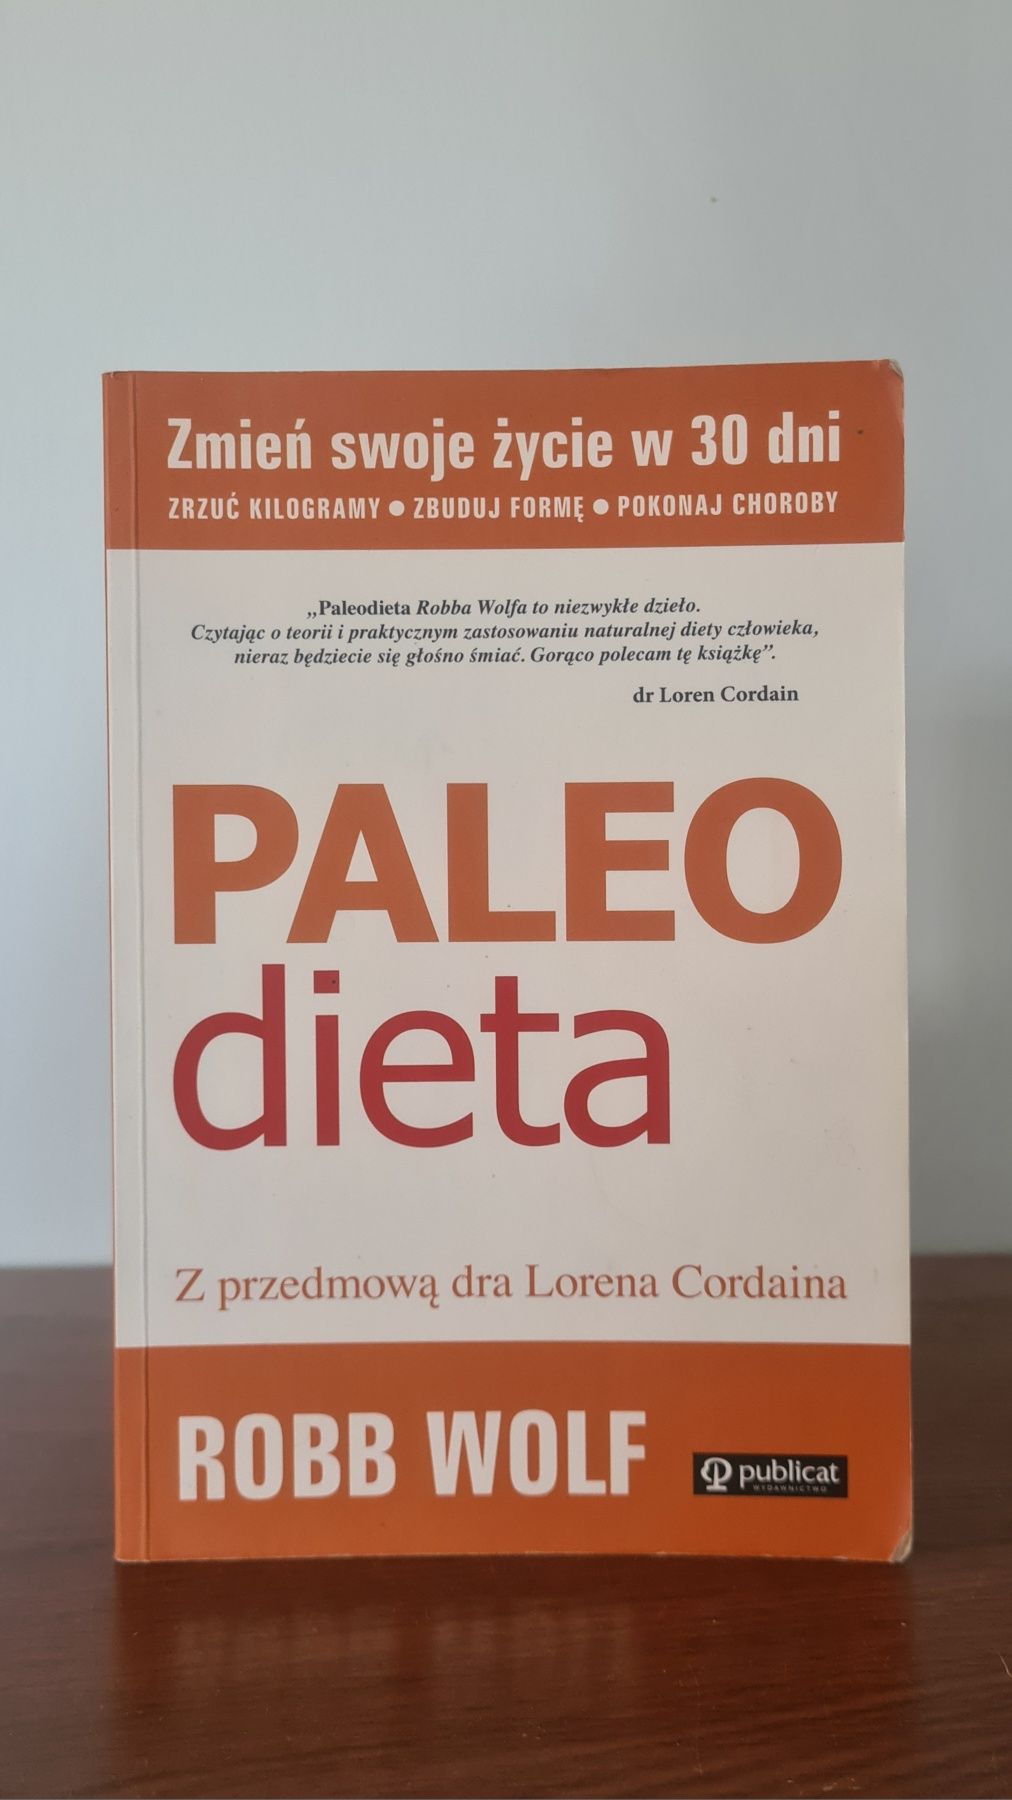 Zmień swoje życie w 30 dni
ZRZUĆ KILOGRAMY ● ZBUDUJ FORMĘ ● POKONAJ CHOROBY
„Paleodieta Robba Wolfa to niezwykłe dzieło.
Czytając o teorii i praktycznym zastosowaniu naturalnej diety człowieka,
nieraz będziecie się głośno śmiać. Gorąco polecam tę książkę”.
dr Loren Cordain
PALEO
dieta
Z przedmową dra Lorena Cordaina
ROBB WOLF
publicat
WYDAWNICTWO